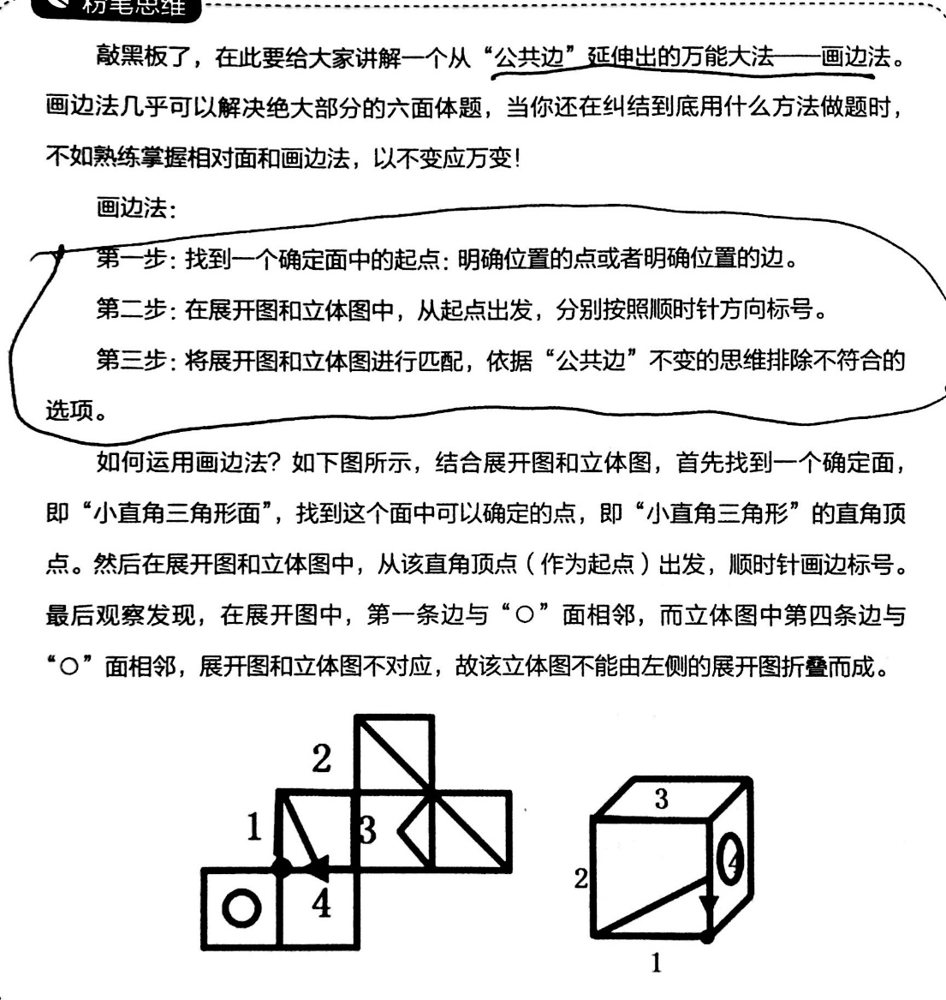 粉笔思维
敲黑板了，在此要给大家讲解一个从“公共边”延伸出的万能大法——画边法。
画边法几乎可以解决绝大部分的六面体题，当你还在纠结到底用什么方法做题时，
不如熟练掌握相对面和画边法，以不变应万变！
画边法：
第一步：找到一个确定面中的起点：明确位置的点或者明确位置的边。
第二步：在展开图和立体图中，从起点出发，分别按照顺时针方向标号。
第三步：将展开图和立体图进行匹配，依据“公共边”不变的思维排除不符合的
选项。
如何运用画边法？如下图所示，结合展开图和立体图，首先找到一个确定面，
即“小直角三角形面”，找到这个面中可以确定的点，即“小直角三角形”的直角顶
点。然后在展开图和立体图中，从该直角顶点（作为起点）出发，顺时针画边标号。
最后观察发现，在展开图中，第一条边与“○”面相邻，而立体图中第四条边与
“○”面相邻，展开图和立体图不对应，故该立体图不能由左侧的展开图折叠而成。
2
1
3
4
3
2
4
1